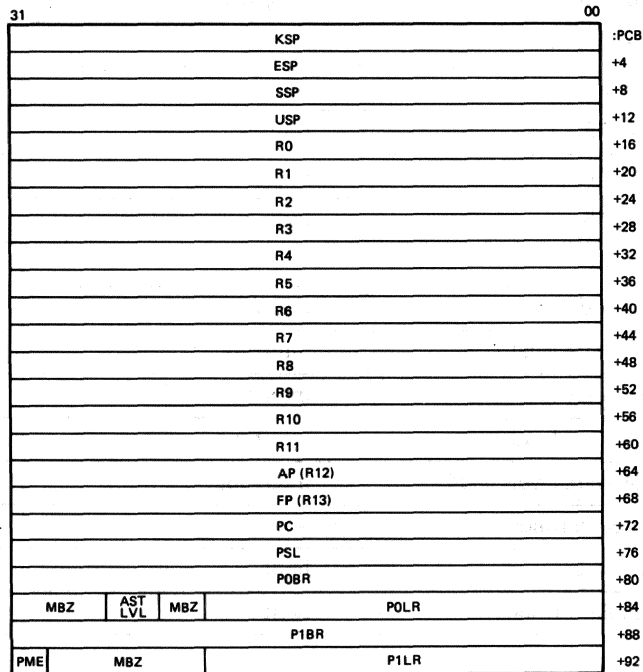 31 00
KSP :PCB
ESP +4
SSP +8
USP +12
R0 +16
R1 +20
R2 +24
R3 +28
R4 +32
R5 +36
R6 +40
R7 +44
R8 +48
R9 +52
R10 +56
R11 +60
AP (R12) +64
FP (R13) +68
PC +72
PSL +76
P0BR +80
MBZ AST LVL MBZ P0LR +84
P1BR +88
PME MBZ P1LR +92